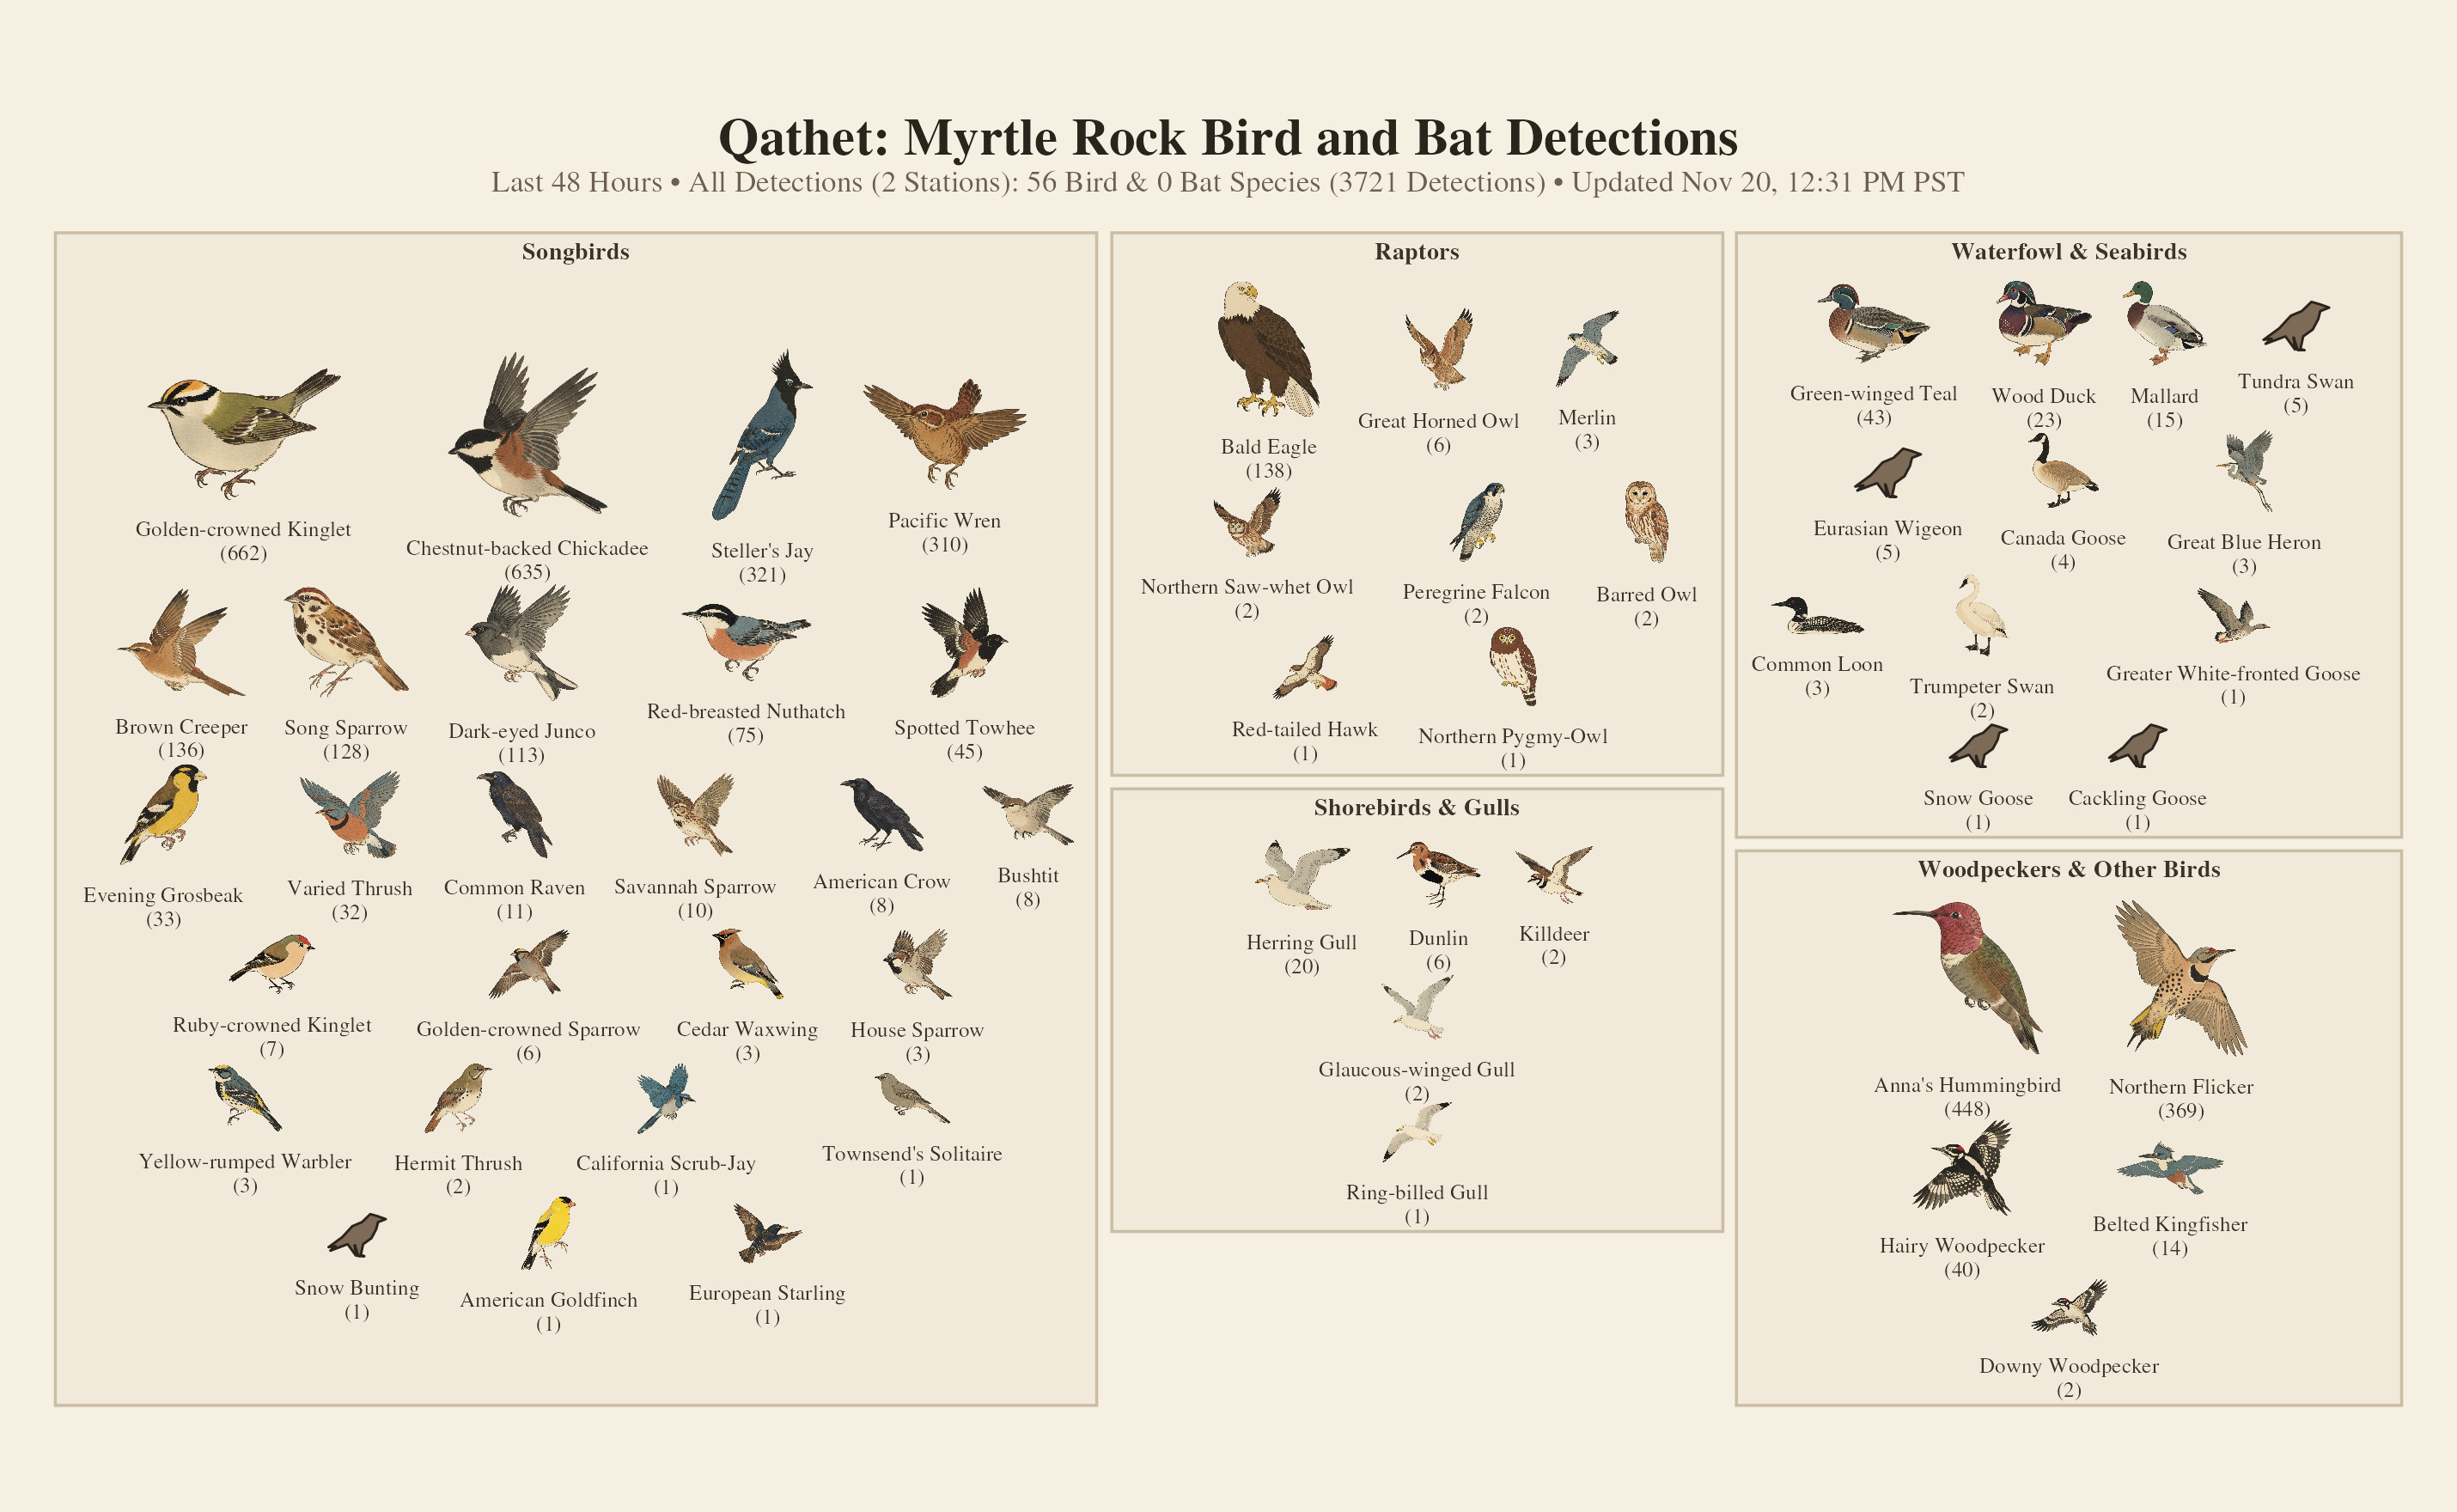 Qathet: Myrtle Rock Bird and Bat Detections
Last 48 Hours • All Detections (2 Stations): 56 Bird & 0 Bat Species (3721 Detections) • Updated Nov 20, 12:31 PM PST
Songbirds
Golden-crowned Kinglet
(662)
Chestnut-backed Chickadee
(635)
Steller's Jay
(321)
Pacific Wren
(310)
Brown Creeper
(136)
Song Sparrow
(128)
Dark-eyed Junco
(113)
Red-breasted Nuthatch
(75)
Spotted Towhee
(45)
Evening Grosbeak
(33)
Varied Thrush
(32)
Common Raven
(11)
Savannah Sparrow
(10)
American Crow
(8)
Bushtit
(8)
Ruby-crowned Kinglet
(7)
Golden-crowned Sparrow
(6)
Cedar Waxwing
(3)
House Sparrow
(3)
Yellow-rumped Warbler
(3)
Hermit Thrush
(2)
California Scrub-Jay
(1)
Townsend's Solitaire
(1)
Snow Bunting
(1)
American Goldfinch
(1)
European Starling
(1)
Raptors
Bald Eagle
(138)
Great Horned Owl
(6)
Merlin
(3)
Northern Saw-whet Owl
(2)
Peregrine Falcon
(2)
Barred Owl
(2)
Red-tailed Hawk
(1)
Northern Pygmy-Owl
(1)
Shorebirds & Gulls
Herring Gull
(20)
Dunlin
(6)
Killdeer
(2)
Glaucous-winged Gull
(2)
Ring-billed Gull
(1)
Waterfowl & Seabirds
Green-winged Teal
(43)
Wood Duck
(23)
Mallard
(15)
Tundra Swan
(5)
Eurasian Wigeon
(5)
Canada Goose
(4)
Great Blue Heron
(3)
Common Loon
(3)
Trumpeter Swan
(2)
Greater White-fronted Goose
(1)
Snow Goose
(1)
Cackling Goose
(1)
Woodpeckers & Other Birds
Anna's Hummingbird
(448)
Northern Flicker
(369)
Hairy Woodpecker
(40)
Belted Kingfisher
(14)
Downy Woodpecker
(2)